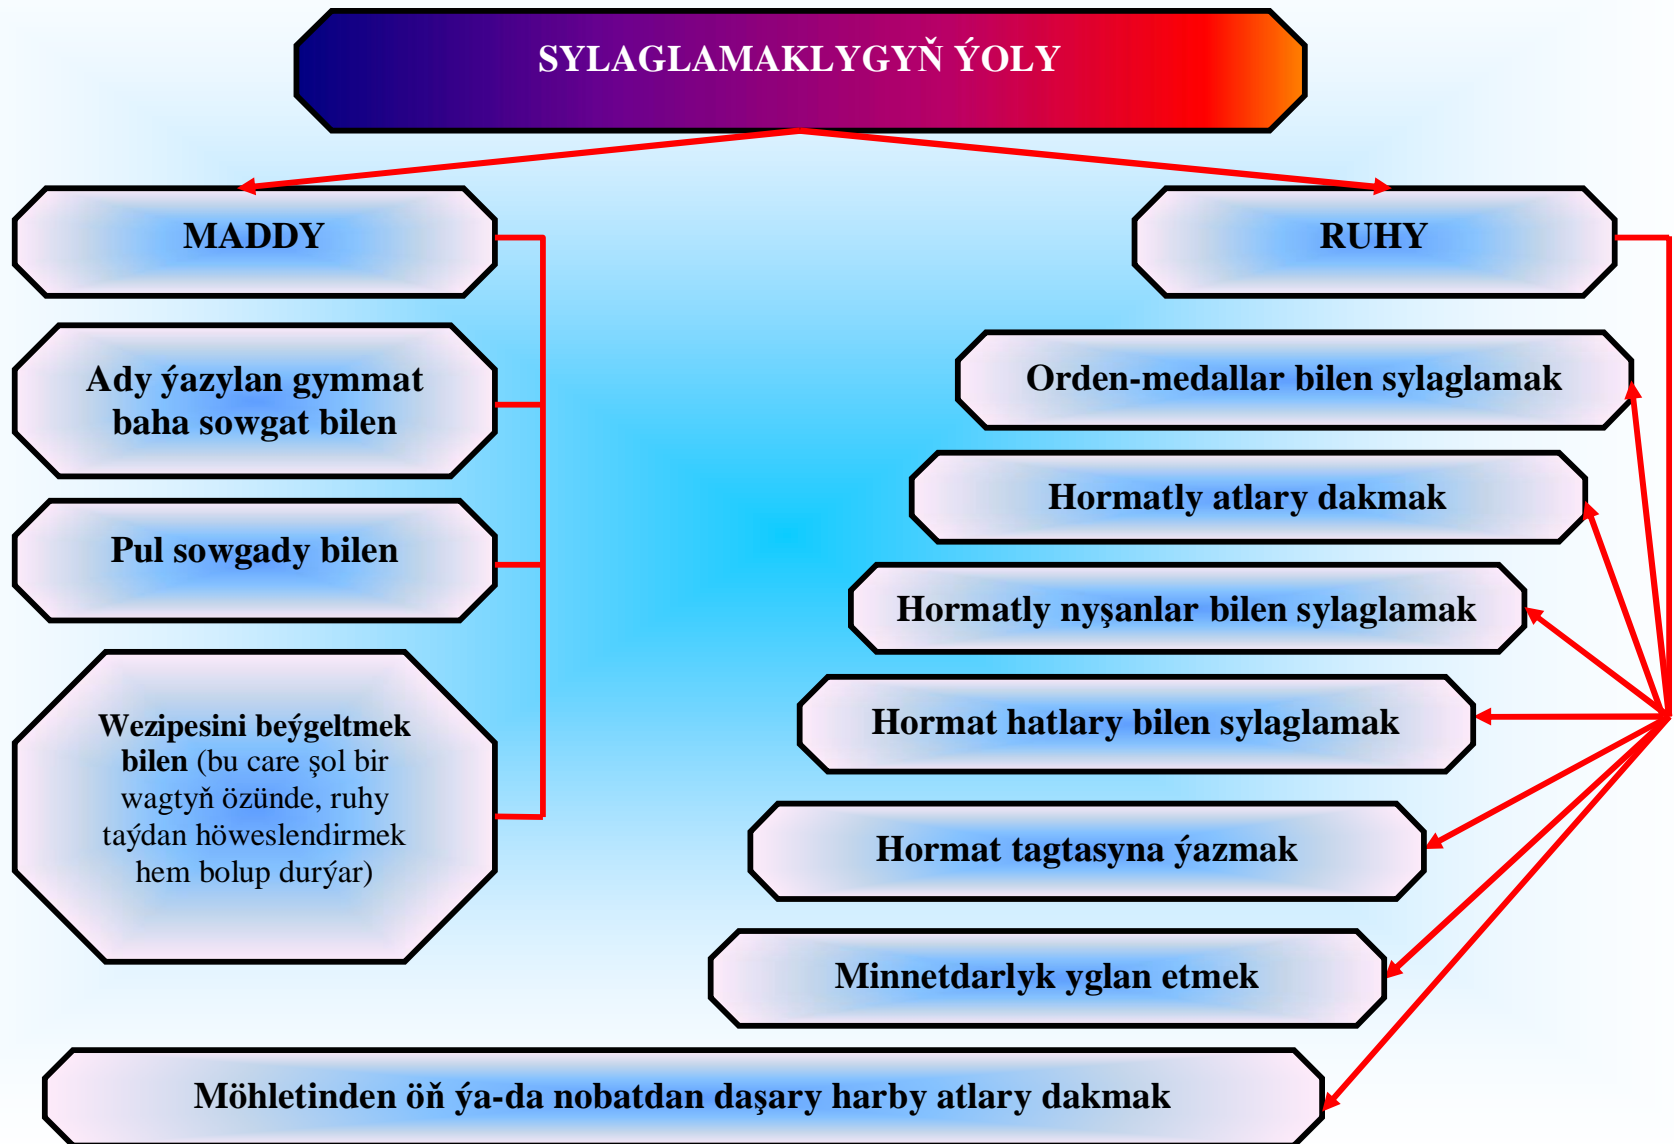 SYLAGLAMAKLYGYŇ ÝOLY
MADDY
Ady ýazylan gymmat
baha sowgat bilen
Pul sowgady bilen
Wezipesini beýgeltmek
bilen (bu care şol bir
wagtyň özünde, ruhy
taýdan höweslendirmek
hem bolup durýar)
RUHY
Orden-medallar bilen sylaglamak
Hormatly atlary dakmak
Hormatly nyşanlar bilen sylaglamak
Hormat hatlary bilen sylaglamak
Hormat tagtasyna ýazmak
Minnetdarlyk yglan etmek
Möhletinden öň ýa-da nobatdan daşary harby atlary dakmak